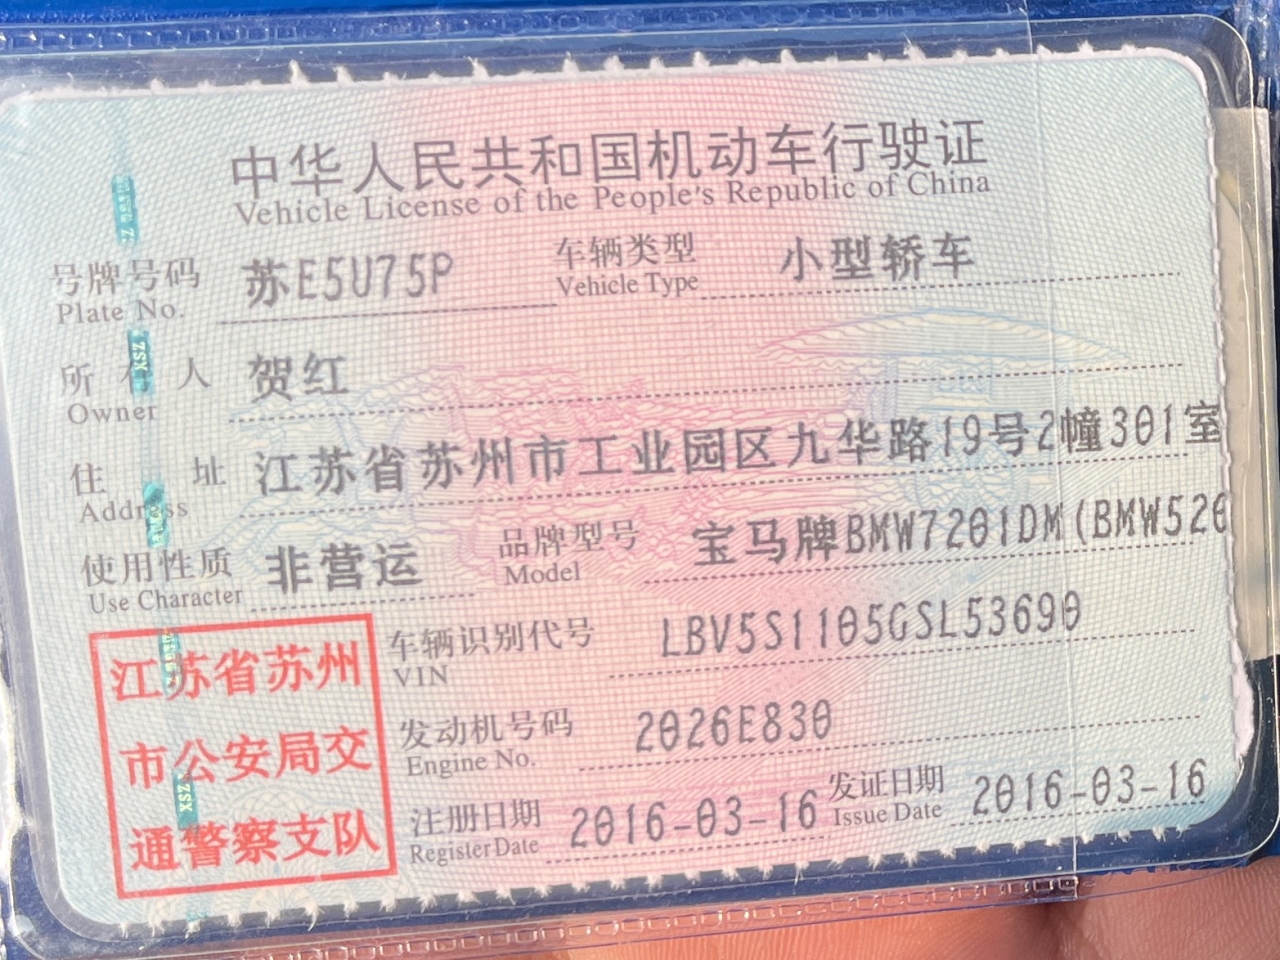 中华人民共和国机动车行驶证
Vehicle License of the People's Republic of China
号牌号码 苏E5U75P 车辆类型 小型轿车
Plate No. Vehicle Type
所有人 贺红
Owner
住址 江苏省苏州市工业园区九华路19号2幢301室
Address
使用性质 非营运 品牌型号 宝马牌BMW7201DM(BMW520
Use Character Model
江苏省苏州
市公安局交
通警察支队
车辆识别代号 LBV5S1105GSL53690
VIN
发动机号码 2026E830
Engine No.
注册日期 2016-03-16 发证日期 2016-03-16
Register Date Issue Date